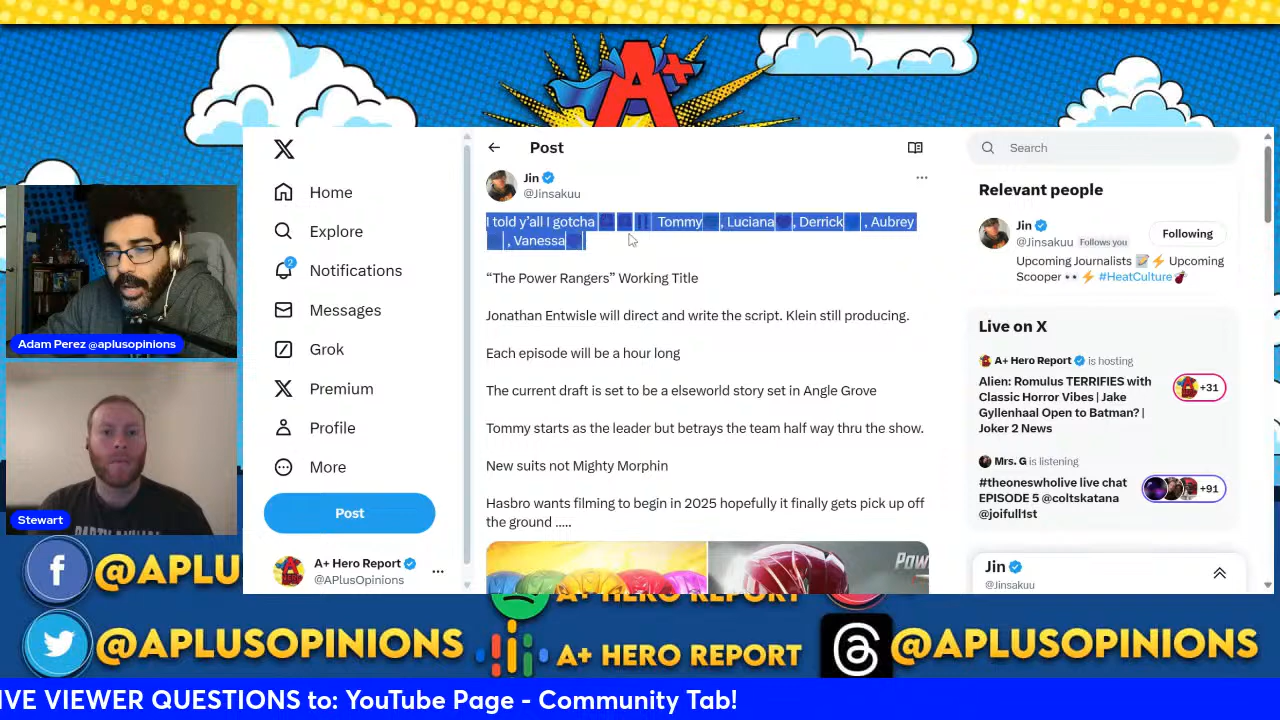 A+
Home
Explore
2
Notifications
Messages
Grok
Premium
Profile
More
Post
A+ Hero Report
@APlusOpinions
Post
Jin
@Jinsakuu
I told y'all I gotcha Tommy , Luciana , Derrick , Aubrey
, Vanessa
“The Power Rangers” Working Title
Jonathan Entwisle will direct and write the script. Klein still producing.
Each episode will be a hour long
The current draft is set to be a elseworld story set in Angle Grove
Tommy starts as the leader but betrays the team half way thru the show.
New suits not Mighty Morphin
Hasbro wants filming to begin in 2025 hopefully it finally gets pick up off
the ground .....
Search
Relevant people
Jin
@Jinsakuu Follows you
Following
Upcoming Journalists Upcoming
Scooper #HeatCulture
Live on X
A+ Hero Report is hosting
Alien: Romulus TERRIFIES with
Classic Horror Vibes | Jake
Gyllenhaal Open to Batman? |
Joker 2 News
+31
Mrs. G is listening
#theoneswholive live chat
EPISODE 5 @coltskatana
@joifull1st
+91
Jin
@Jinsakuu
Adam Perez @aplusopinions
Stewart
@APLU
A+ HERO REPORT
@APLUSOPINIONS
A+ HERO REPORT
@APLUSOPINIONS
IVE VIEWER QUESTIONS to: YouTube Page - Community Tab!